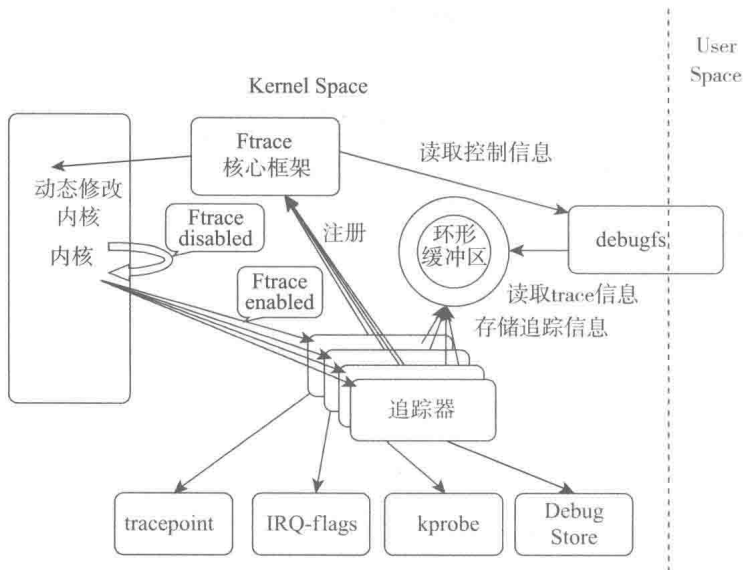 User
Space
Kernel Space
Ftrace
核心框架
读取控制信息
动态修改
内核
Ftrace
disabled
注册
环形
缓冲区
debugfs
内核
Ftrace
enabled
读取trace信息
存储追踪信息
追踪器
tracepoint
IRQ-flags
kprobe
Debug
Store